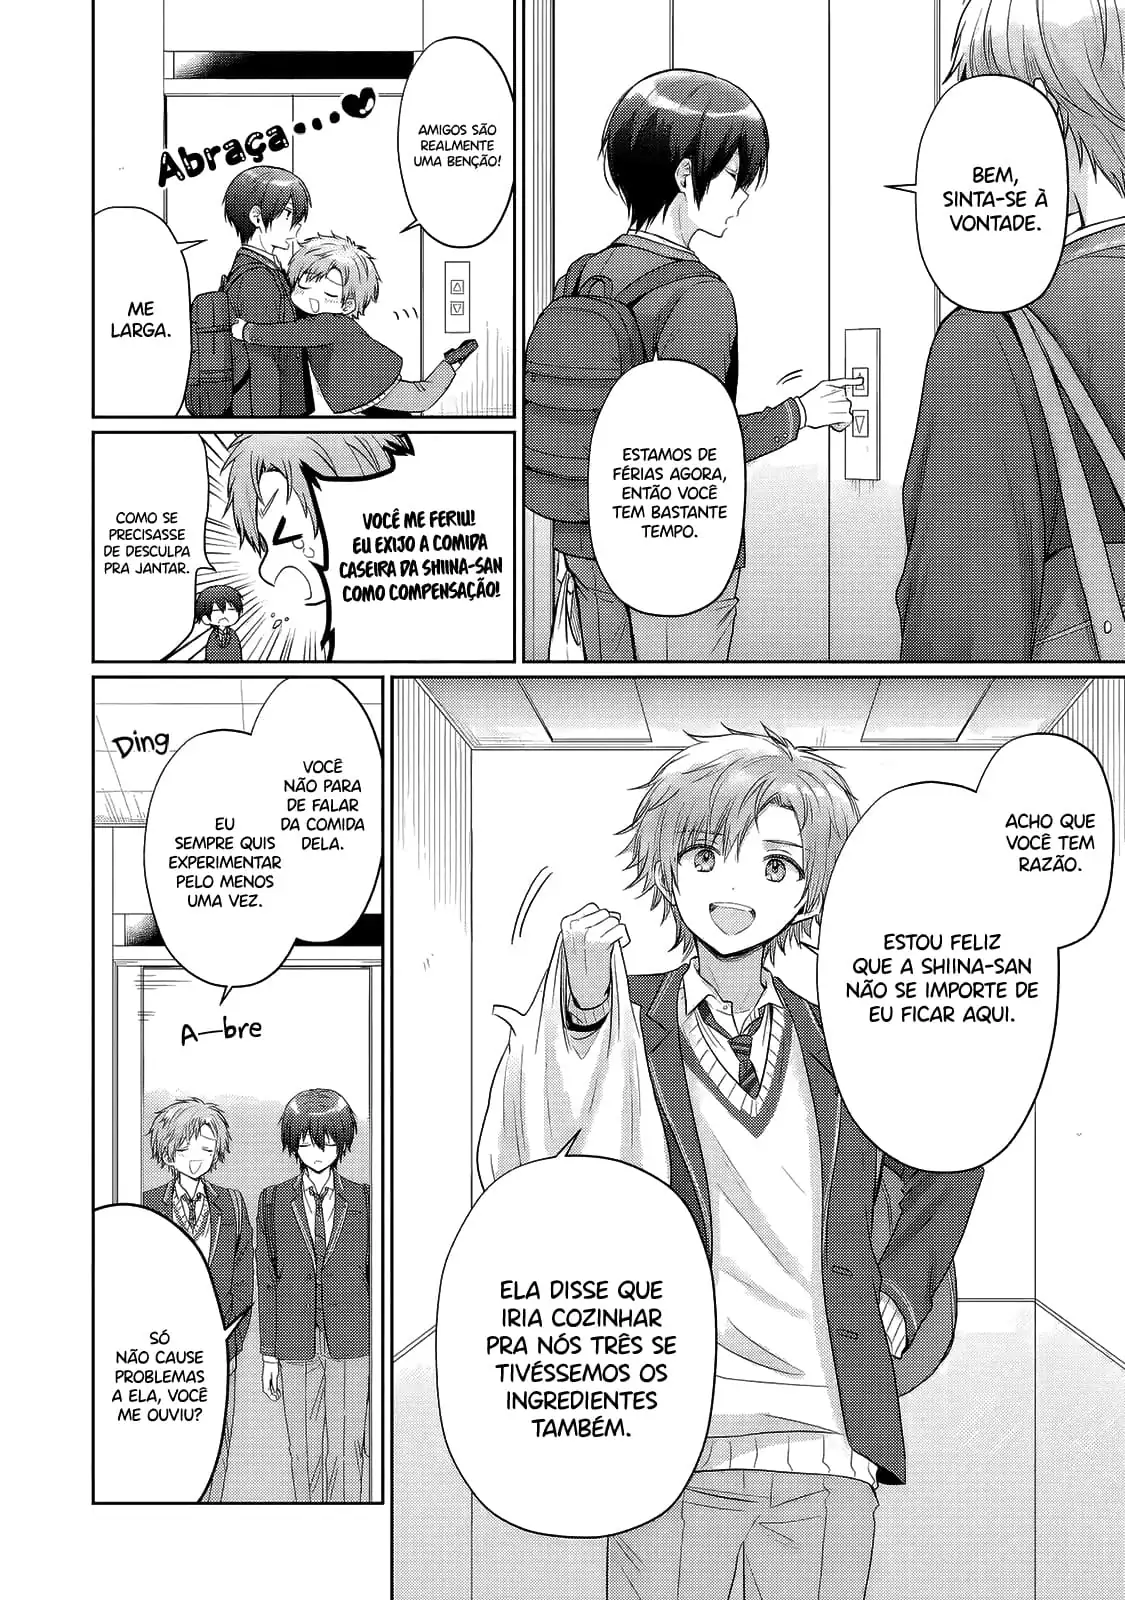 BEM,
SINTA-SE À
VONTADE.
ESTAMOS DE
FÉRIAS AGORA,
ENTÃO VOCÊ
TEM BASTANTE
TEMPO.
AMIGOS SÃO
REALMENTE
UMA BENÇÃO!
Abraça...
ME
LARGA.
VOCÊ ME FERIU!
EU EXIJO A COMIDA
CASEIRA DA SHIINA-SAN
COMO COMPENSAÇÃO!
COMO SE
PRECISASSE
DE DESCULPA
PRA JANTAR.
ACHO QUE
VOCÊ TEM
RAZÃO.
ESTOU FELIZ
QUE A SHIINA-SAN
NÃO SE IMPORTE DE
EU FICAR AQUI.
ELA DISSE QUE
IRIA COZINHAR
PRA NÓS TRÊS SE
TIVÉSSEMOS OS
INGREDIENTES
TAMBÉM.
Ding
VOCÊ
NÃO PARA
DE FALAR
DA COMIDA
DELA.
EU
SEMPRE QUIS
EXPERIMENTAR
PELO MENOS
UMA VEZ.
A—bre
SÓ
NÃO CAUSE
PROBLEMAS
A ELA, VOCÊ
ME OUVIU?